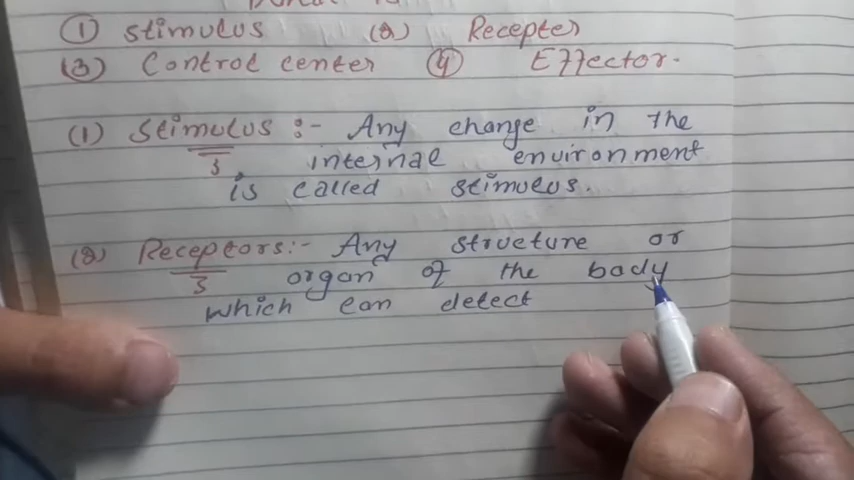 ① stimulus (2) Recepter
(3) Control center ④ Effector.
(1) Stimulus :- Any change in the
internal environment
is called stimulus.
(2) Receptors:- Any structure or
organ of the body
which can detect